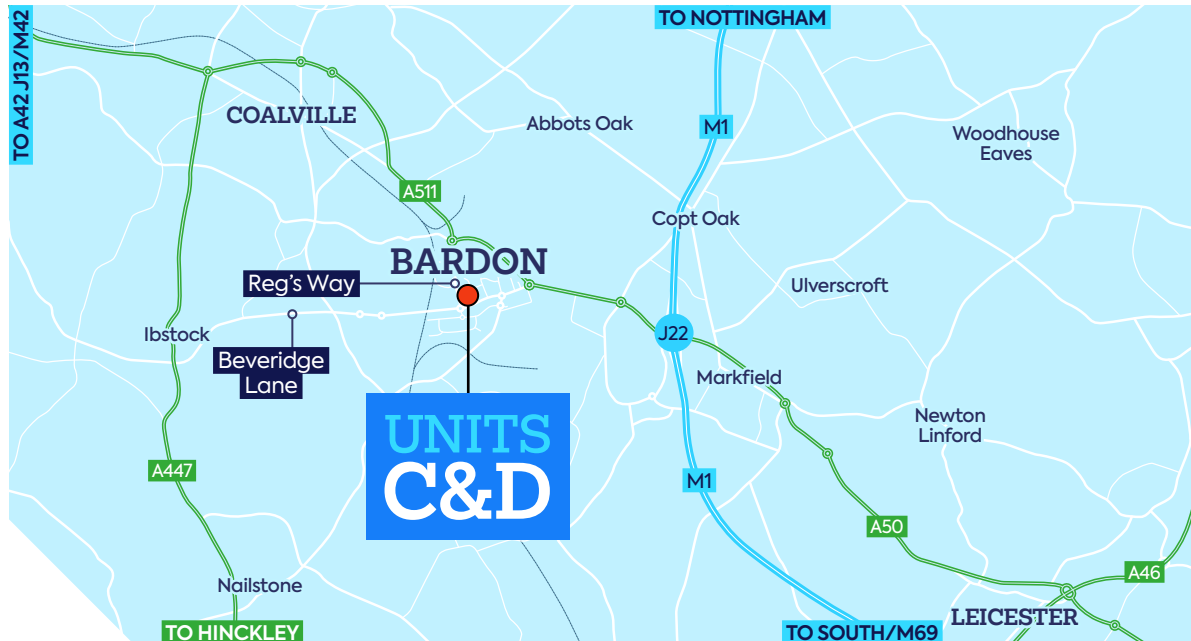 TO NOTTINGHAM
TO A42 J13/M42
COALVILLE
Abbots Oak
M1
Woodhouse
Eaves
A511
Copt Oak
BARDON
Reg's Way
Ulverscroft
Ibstock
J22
Beveridge
Lane
Markfield
UNITS
C&D
Newton
Linford
A447
M1
A50
Nailstone
A46
LEICESTER
TO HINCKLEY
TO SOUTH/M69